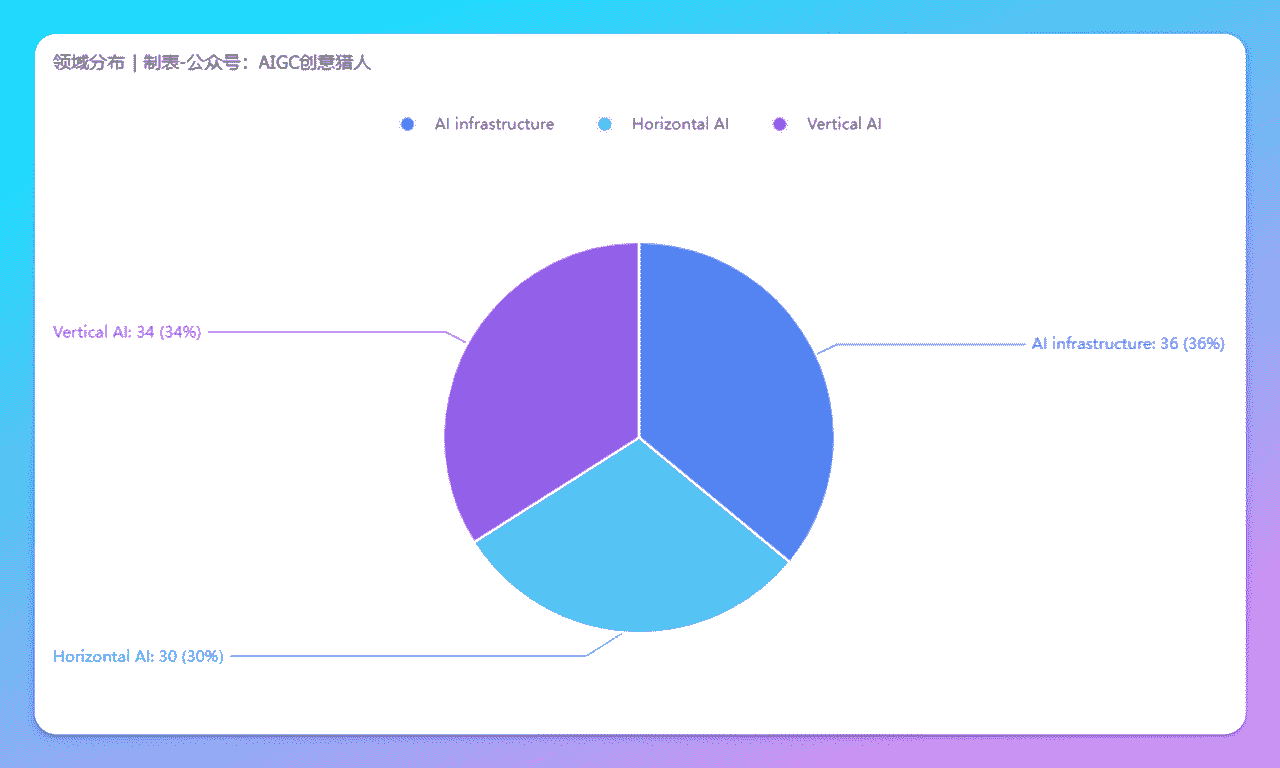 领域分布 | 制表-公众号：AIGC创意猎人
AI infrastructure
Horizontal AI
Vertical AI
Vertical AI: 34 (34%)
AI infrastructure: 36 (36%)
Horizontal AI: 30 (30%)